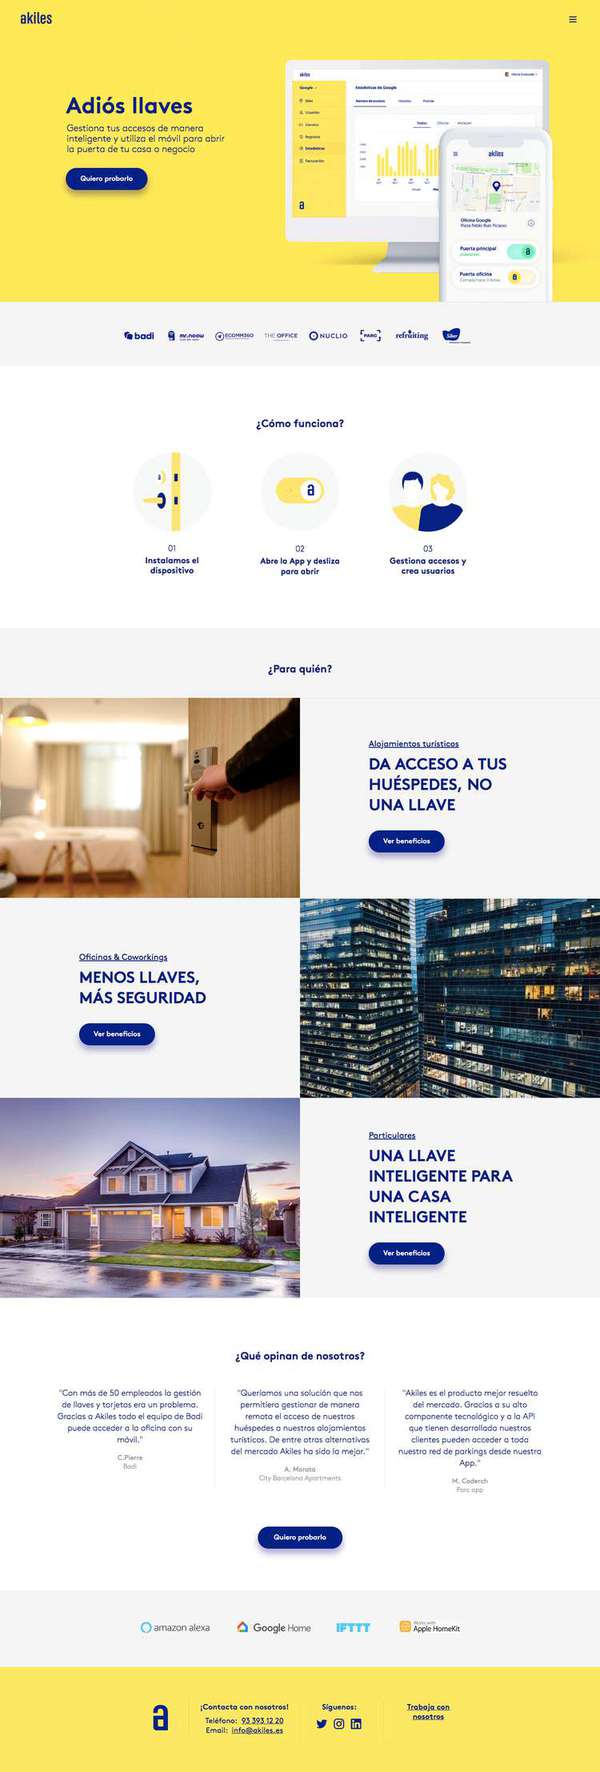 akiles
Adiós llaves
Gestiona tus accesos de manera
inteligente y utiliza el móvil para abrir
la puerta de tu casa o negocio
Quiero probarlo
akiles
Google
Estadísticas de Google
akiles
Oficina Google
Puerta principal
Puerta oficina
badi
mr.noow
ECOMM360
THE OFFICE
NUCLIO
PARC
refruiting
¿Cómo funciona?
01
Instalamos el
dispositivo
02
Abre la App y desliza
para abrir
03
Gestiona accesos y
crea usuarios
¿Para quién?
Alojamientos turísticos
DA ACCESO A TUS
HUÉSPEDES, NO
UNA LLAVE
Ver beneficios
Oficinas & Coworkings
MENOS LLAVES,
MÁS SEGURIDAD
Ver beneficios
Particulares
UNA LLAVE
INTELIGENTE PARA
UNA CASA
INTELIGENTE
Ver beneficios
¿Qué opinan de nosotros?
"Con más de 50 empleados la gestión
de llaves y tarjetas era un problema.
Gracias a Akiles todo el equipo de Badi
puede acceder a la oficina con su
móvil."
C.Pierre
Badi
"Queríamos una solución que nos
permitiera gestionar de manera
remota el acceso de nuestros
huéspedes a nuestros alojamientos
turísticos. De entre otras alternativas
del mercado Akiles ha sido la mejor."
A. Morata
City Barcelona Apartments
"Akiles es el producto mejor resuelto
del mercado. Gracias a su alto
componente tecnológico y a la API
que tienen desarrollada nuestros
clientes pueden acceder a toda
nuestra red de parkings desde nuestra
App."
M. Coderch
Parc app
Quiero probarlo
amazon alexa
Google Home
IFTTT
Works with
Apple HomeKit
¡Contacta con nosotros!
Teléfono: 93 393 12 20
Email: info@akiles.es
Síguenos:
Trabaja con
nosotros